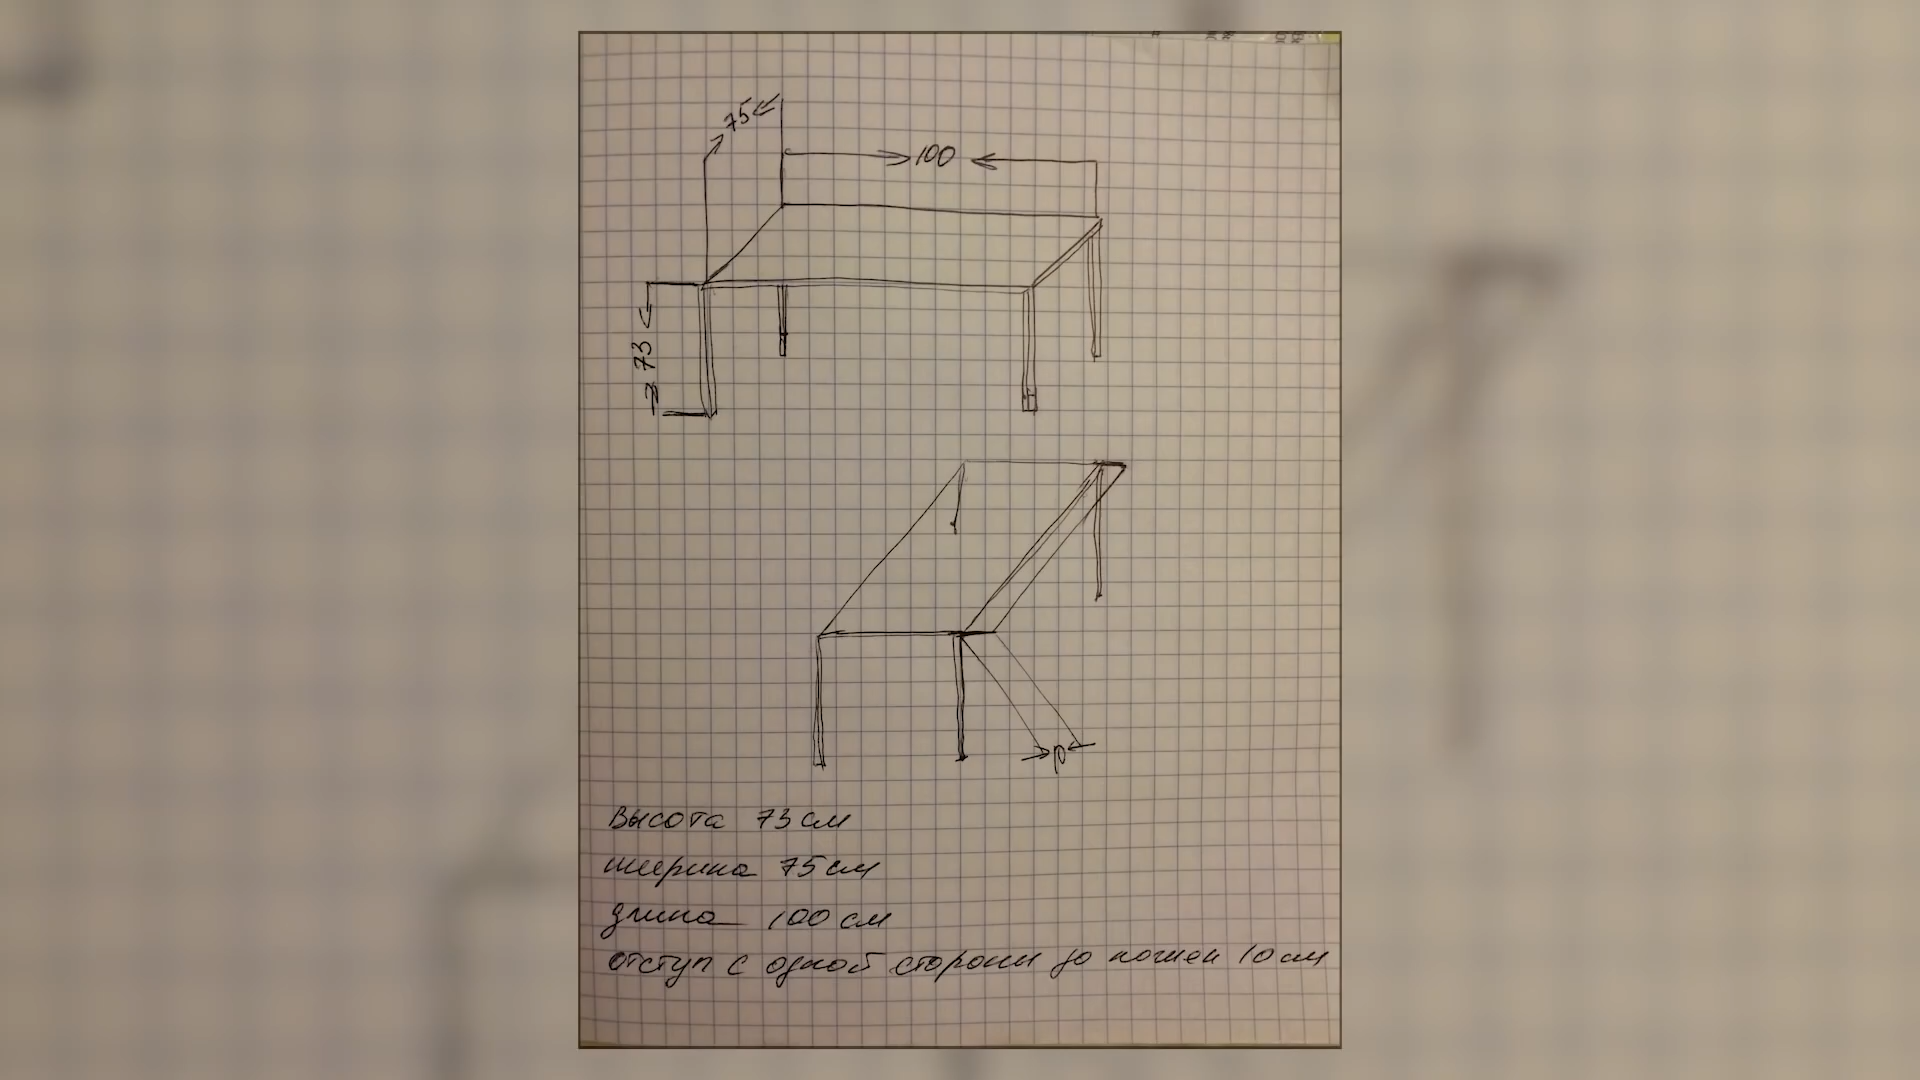 75
100
73
10
Высота 73 см
ширина 75 см
длина 100 см
отступ с одной стороны до ножек 10 см